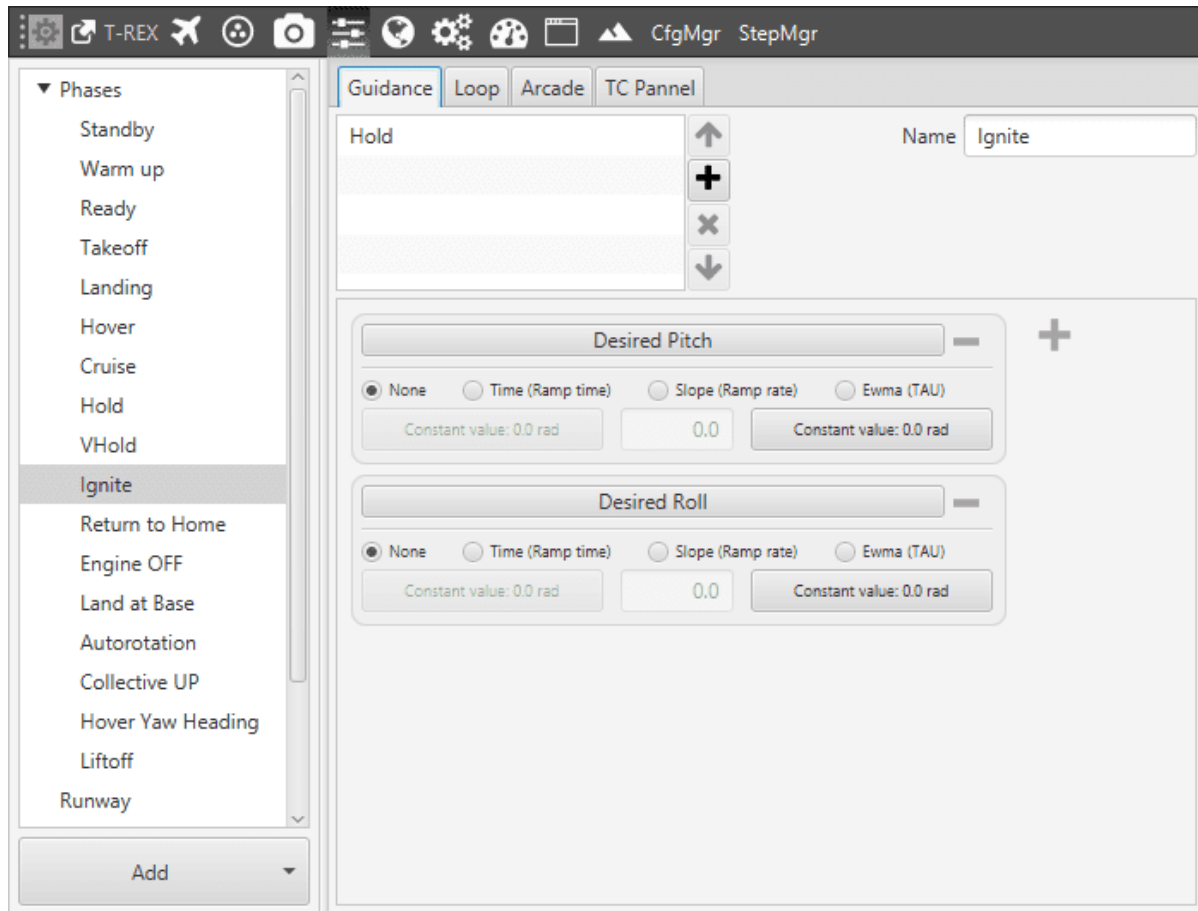 T-REX CfgMgr StepMgr
Phases
Standby
Warm up
Ready
Takeoff
Landing
Hover
Cruise
Hold
VHold
Ignite
Return to Home
Engine OFF
Land at Base
Autorotation
Collective UP
Hover Yaw Heading
Liftoff
Runway
Add
Guidance Loop Arcade TC Pannel
Hold
Name Ignite
Desired Pitch
None Time (Ramp time) Slope (Ramp rate) Ewma (TAU)
Constant value: 0.0 rad 0.0 Constant value: 0.0 rad
Desired Roll
None Time (Ramp time) Slope (Ramp rate) Ewma (TAU)
Constant value: 0.0 rad 0.0 Constant value: 0.0 rad